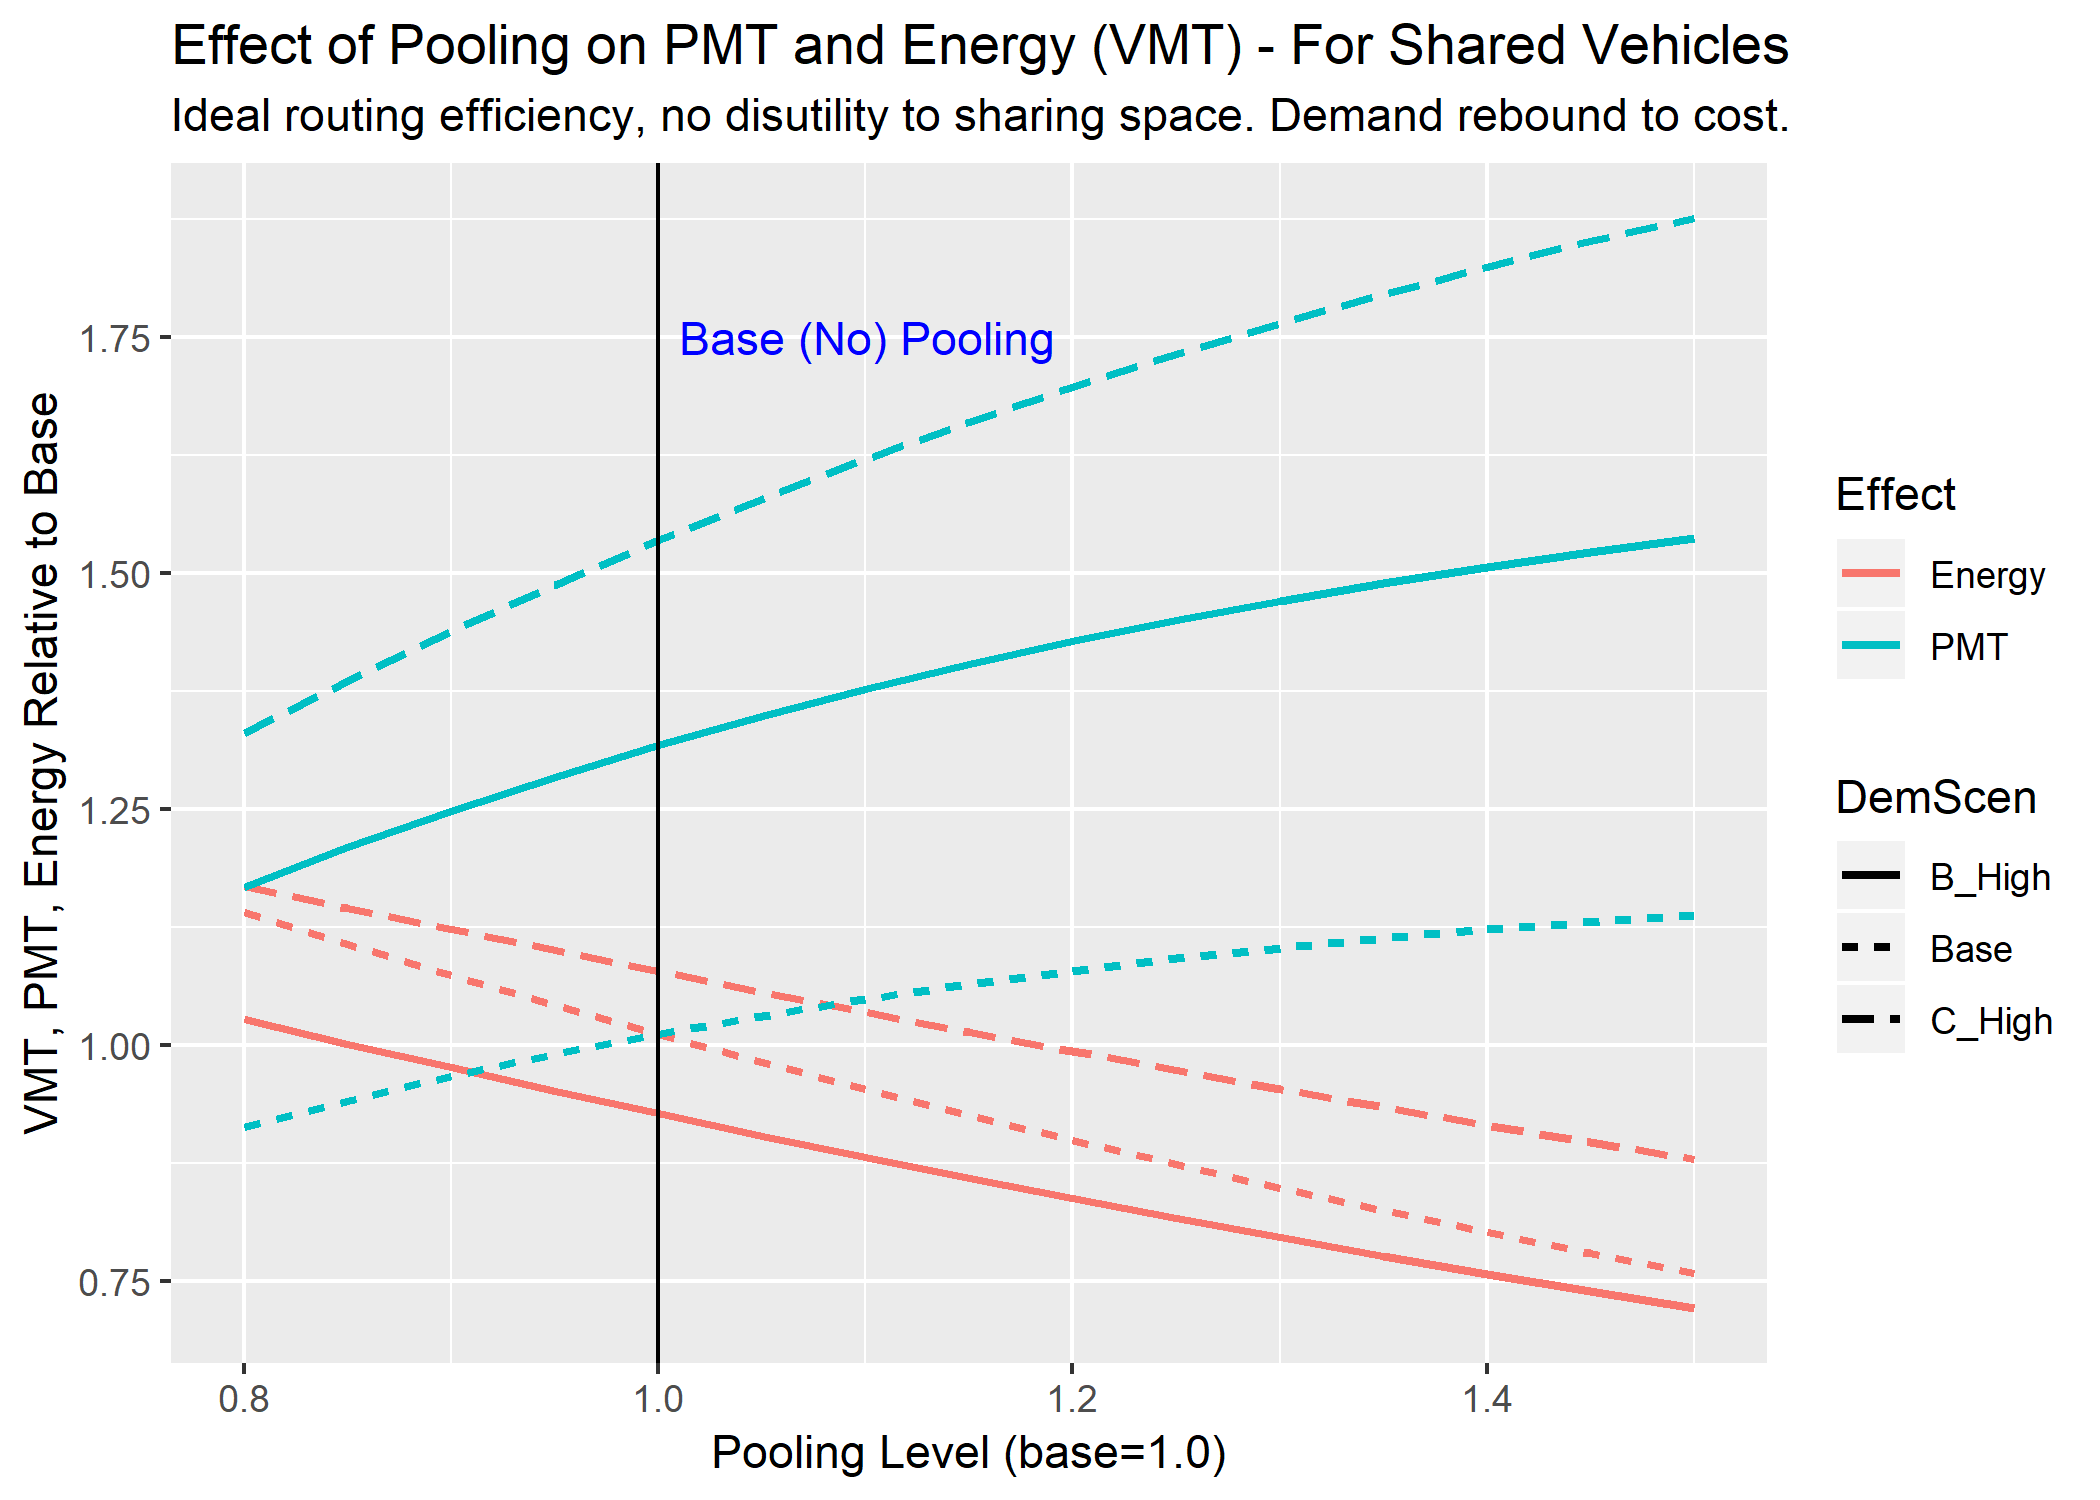 Effect of Pooling on PMT and Energy (VMT) - For Shared Vehicles
Ideal routing efficiency, no disutility to sharing space. Demand rebound to cost.
VMT, PMT, Energy Relative to Base
1.75
1.50
1.25
1.00
0.75
Base (No) Pooling
0.8
1.0
1.2
1.4
Pooling Level (base=1.0)
Effect
Energy
PMT
DemScen
B_High
Base
C_High